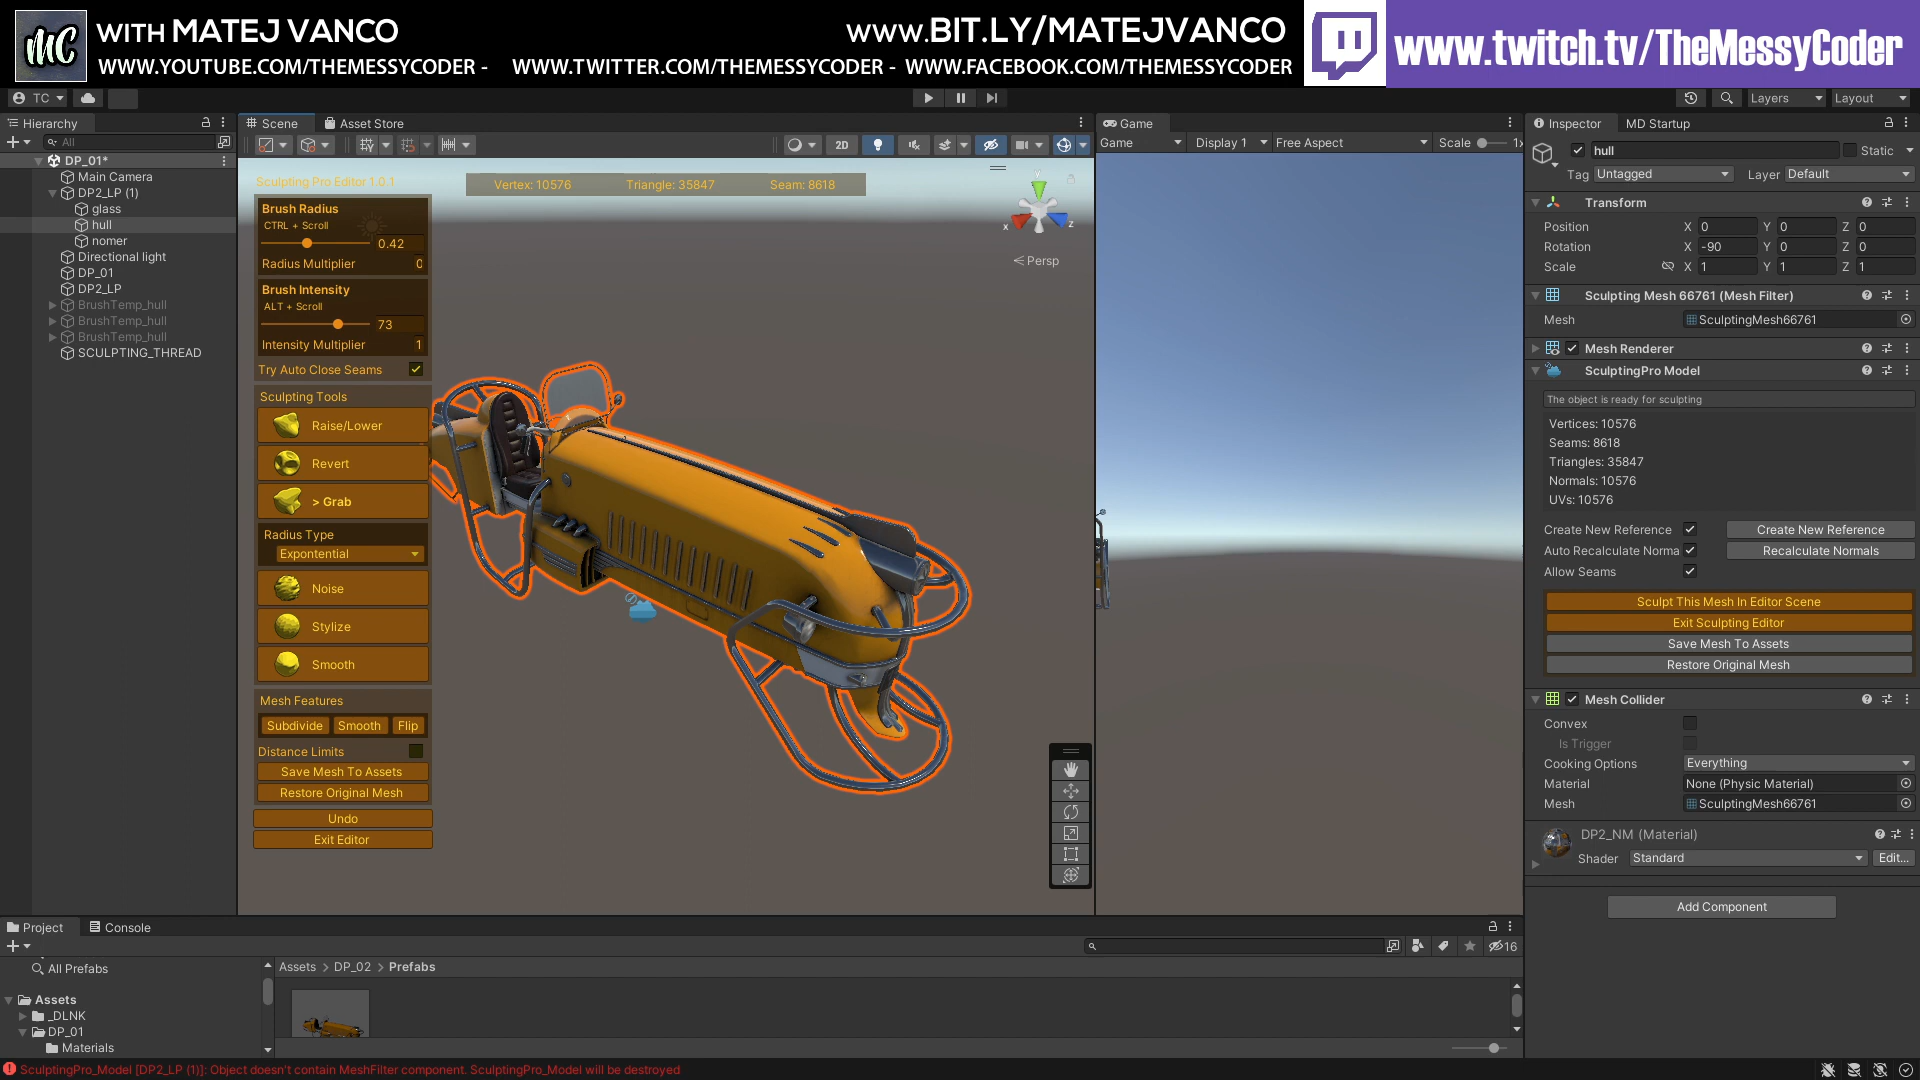 MC
WITH MATEJ VANCO
WWW.YOUTUBE.COM/THEMESSYCODER - WWW.TWITTER.COM/THEMESSYCODER - WWW.FACEBOOK.COM/THEMESSYCODER
WWW.BIT.LY/MATEJVANCO
www.twitch.tv/TheMessyCoder
TC
Layers
Layout
Hierarchy
All
DP_01*
Main Camera
DP2_LP (1)
glass
hull
nomer
Directional light
DP_01
DP2_LP
BrushTemp_hull
BrushTemp_hull
BrushTemp_hull
SCULPTING_THREAD
Scene
Asset Store
2D
Sculpting Pro Editor 1.0.1
Vertex: 10576 Triangle: 35847 Seam: 8618
Brush Radius
CTRL + Scroll
0.42
Radius Multiplier 0
Brush Intensity
ALT + Scroll
73
Intensity Multiplier 1
Try Auto Close Seams
Sculpting Tools
Raise/Lower
Revert
> Grab
Radius Type
Expontential
Noise
Stylize
Smooth
Mesh Features
Subdivide Smooth Flip
Distance Limits
Save Mesh To Assets
Restore Original Mesh
Undo
Exit Editor
y
x
z
Persp
Game
Game Display 1 Free Aspect Scale 1x
Inspector
MD Startup
hull
Static
Tag Untagged Layer Default
Transform
Position X 0 Y 0 Z 0
Rotation X -90 Y 0 Z 0
Scale X 1 Y 1 Z 1
Sculpting Mesh 66761 (Mesh Filter)
Mesh SculptingMesh66761
Mesh Renderer
SculptingPro Model
The object is ready for sculpting
Vertices: 10576
Seams: 8618
Triangles: 35847
Normals: 10576
UVs: 10576
Create New Reference Create New Reference
Auto Recalculate Norma Recalculate Normals
Allow Seams
Sculpt This Mesh In Editor Scene
Exit Sculpting Editor
Save Mesh To Assets
Restore Original Mesh
Mesh Collider
Convex
Is Trigger
Cooking Options Everything
Material None (Physic Material)
Mesh SculptingMesh66761
DP2_NM (Material)
Shader Standard Edit...
Add Component
Project
Console
16
All Prefabs
Assets
_DLNK
DP_01
Materials
Assets > DP_02 > Prefabs
SculptingPro_Model [DP2_LP (1)]: Object doesn't contain MeshFilter component. SculptingPro_Model will be destroyed